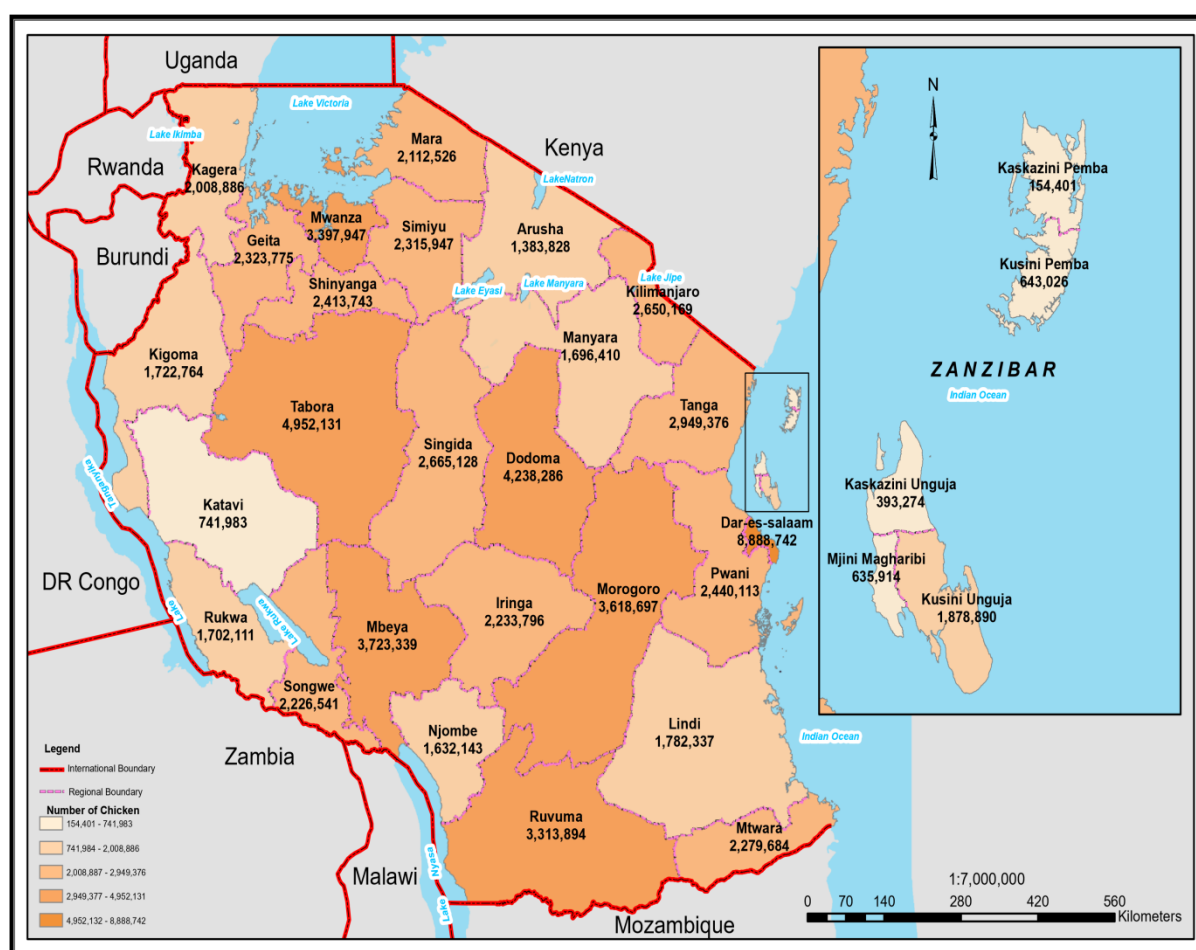 Uganda
Lake Victoria
Lake Ikimba
Mara
2,112,526
Kenya
Rwanda
Kagera
2,008,886
LakeNatron
Mwanza
3,397,947
Simiyu
2,315,947
Arusha
1,383,828
Geita
2,323,775
Burundi
Shinyanga
2,413,743
Lake Eyasi
Lake Manyara
Lake Jipe
Kilimanjaro
2,650,169
Kigoma
1,722,764
Manyara
1,696,410
Tabora
4,952,131
Singida
2,665,128
Dodoma
4,238,286
Tanga
2,949,376
Katavi
741,983
Lake Tanganyika
Dar-es-salaam
8,888,742
Pwani
2,440,113
DR Congo
Rukwa
1,702,111
Lake Rukwa
Mbeya
3,723,339
Iringa
2,233,796
Morogoro
3,618,697
Songwe
2,226,541
Njombe
1,632,143
Lindi
1,782,337
Indian Ocean
Zambia
Ruvuma
3,313,894
Mtwara
2,279,684
Malawi
Lake Nyasa
Mozambique
N
Kaskazini Pemba
154,401
Kusini Pemba
643,026
ZANZIBAR
Indian Ocean
Kaskazini Unguja
393,274
Mjini Magharibi
635,914
Kusini Unguja
1,878,890
Legend
International Boundary
Regional Boundary
Number of Chicken
154,401 - 741,983
741,984 - 2,008,886
2,008,887 - 2,949,376
2,949,377 - 4,952,131
4,952,132 - 8,888,742
1:7,000,000
0 70 140 280 420 560
Kilometers